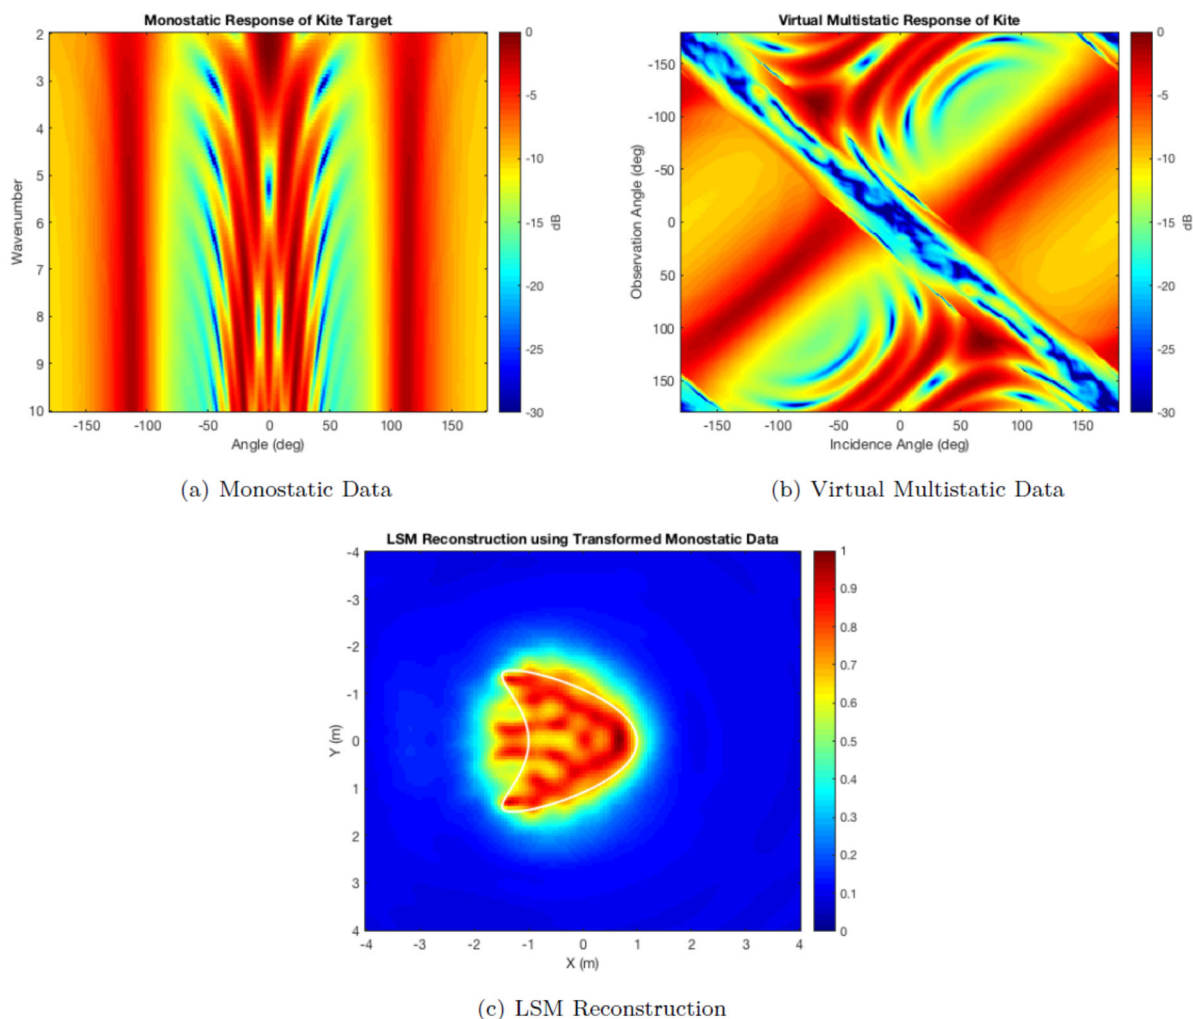 Monostatic Response of Kite Target
2
3
4
5
6
7
8
9
10
Wavenumber
-150 -100 -50 0 50 100 150
Angle (deg)
0
-5
-10
-15
-20
-25
-30
dB
(a) Monostatic Data
Virtual Multistatic Response of Kite
-150
-100
-50
0
50
100
150
Observation Angle (deg)
-150 -100 -50 0 50 100 150
Incidence Angle (deg)
0
-5
-10
-15
-20
-25
-30
dB
(b) Virtual Multistatic Data
LSM Reconstruction using Transformed Monostatic Data
-4
-3
-2
-1
0
1
2
3
4
Y (m)
-4 -3 -2 -1 0 1 2 3 4
X (m)
1
0.9
0.8
0.7
0.6
0.5
0.4
0.3
0.2
0.1
0
(c) LSM Reconstruction